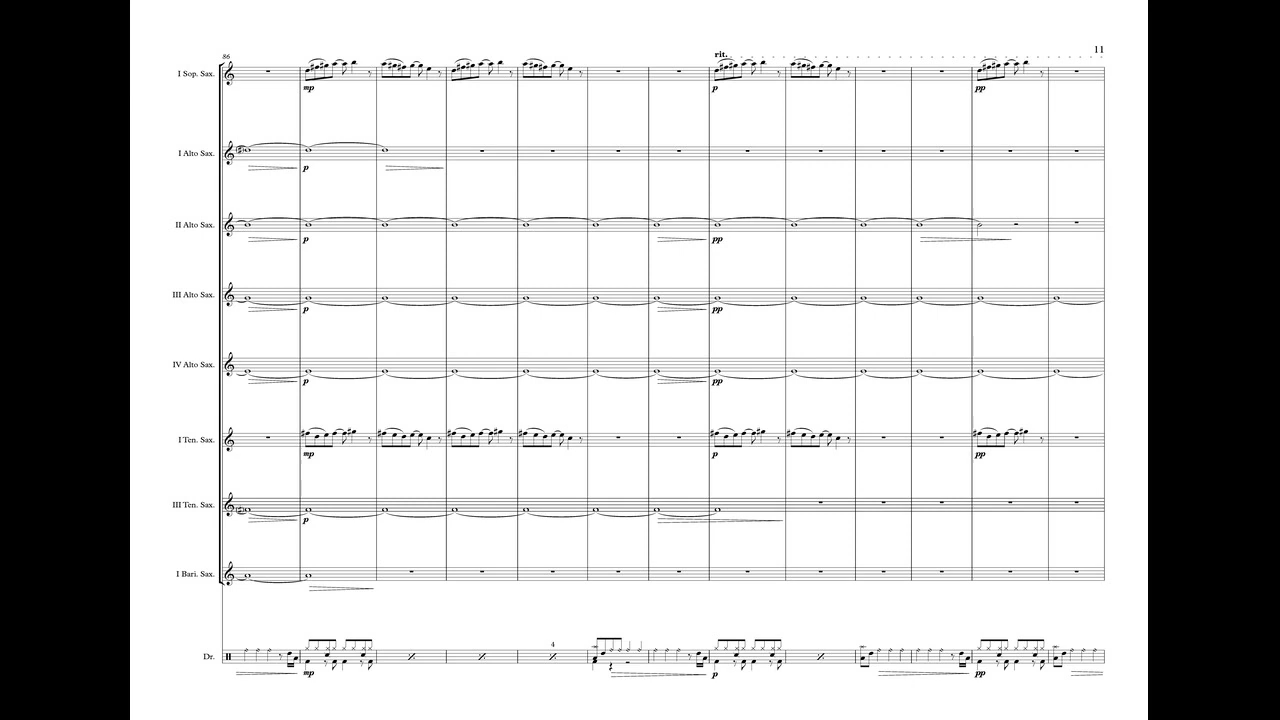 11
rit.
86
I Sop. Sax.
mp p pp
I Alto Sax.
p
II Alto Sax.
p pp
III Alto Sax.
p pp
IV Alto Sax.
p pp
I Ten. Sax.
mp p pp
III Ten. Sax.
p
I Bari. Sax.
4
Dr.
mp p pp